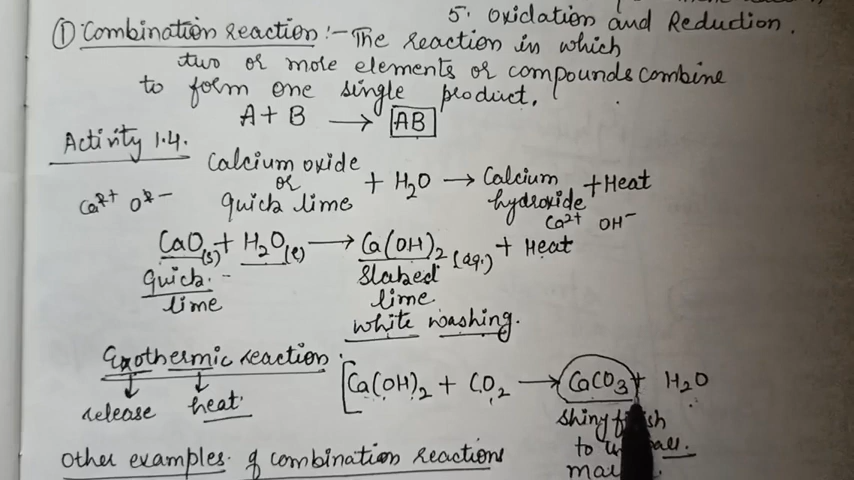 5. Oxidation and Reduction.
① Combination reaction :- The reaction in which
two or more elements or compounds combine
to form one single product.
A + B → AB
Activity 1.4.
Calcium oxide or quick lime + H₂O → Calcium hydroxide + Heat
Ca²⁺ O²⁻
Ca²⁺ OH⁻
CaO(s) + H₂O(l) → Ca(OH)₂(aq.) + Heat
Quick lime
Slaked lime
white washing.
Exothermic reaction :
release heat.
[Ca(OH)₂ + CO₂ → CaCO₃ + H₂O
Shiny
to
Other examples of combination reactions